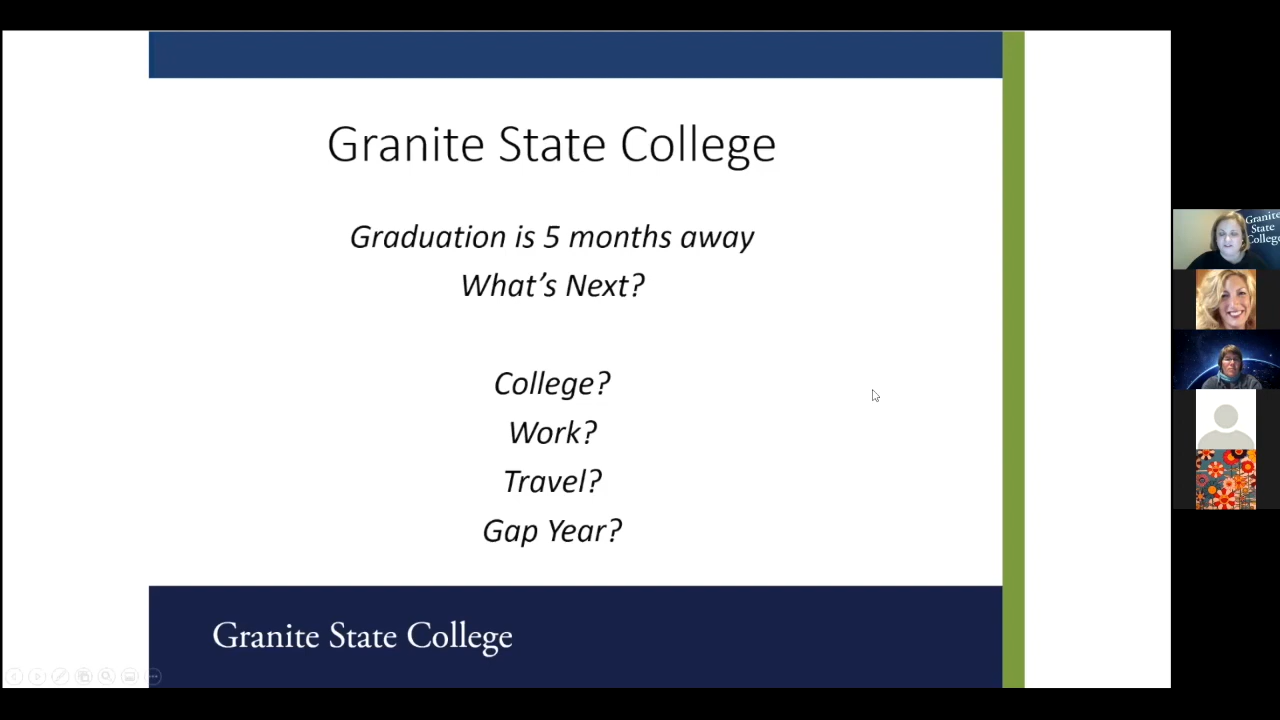 Granite State College
Graduation is 5 months away
What's Next?
College?
Work?
Travel?
Gap Year?
Granite State College
Granite
State
College